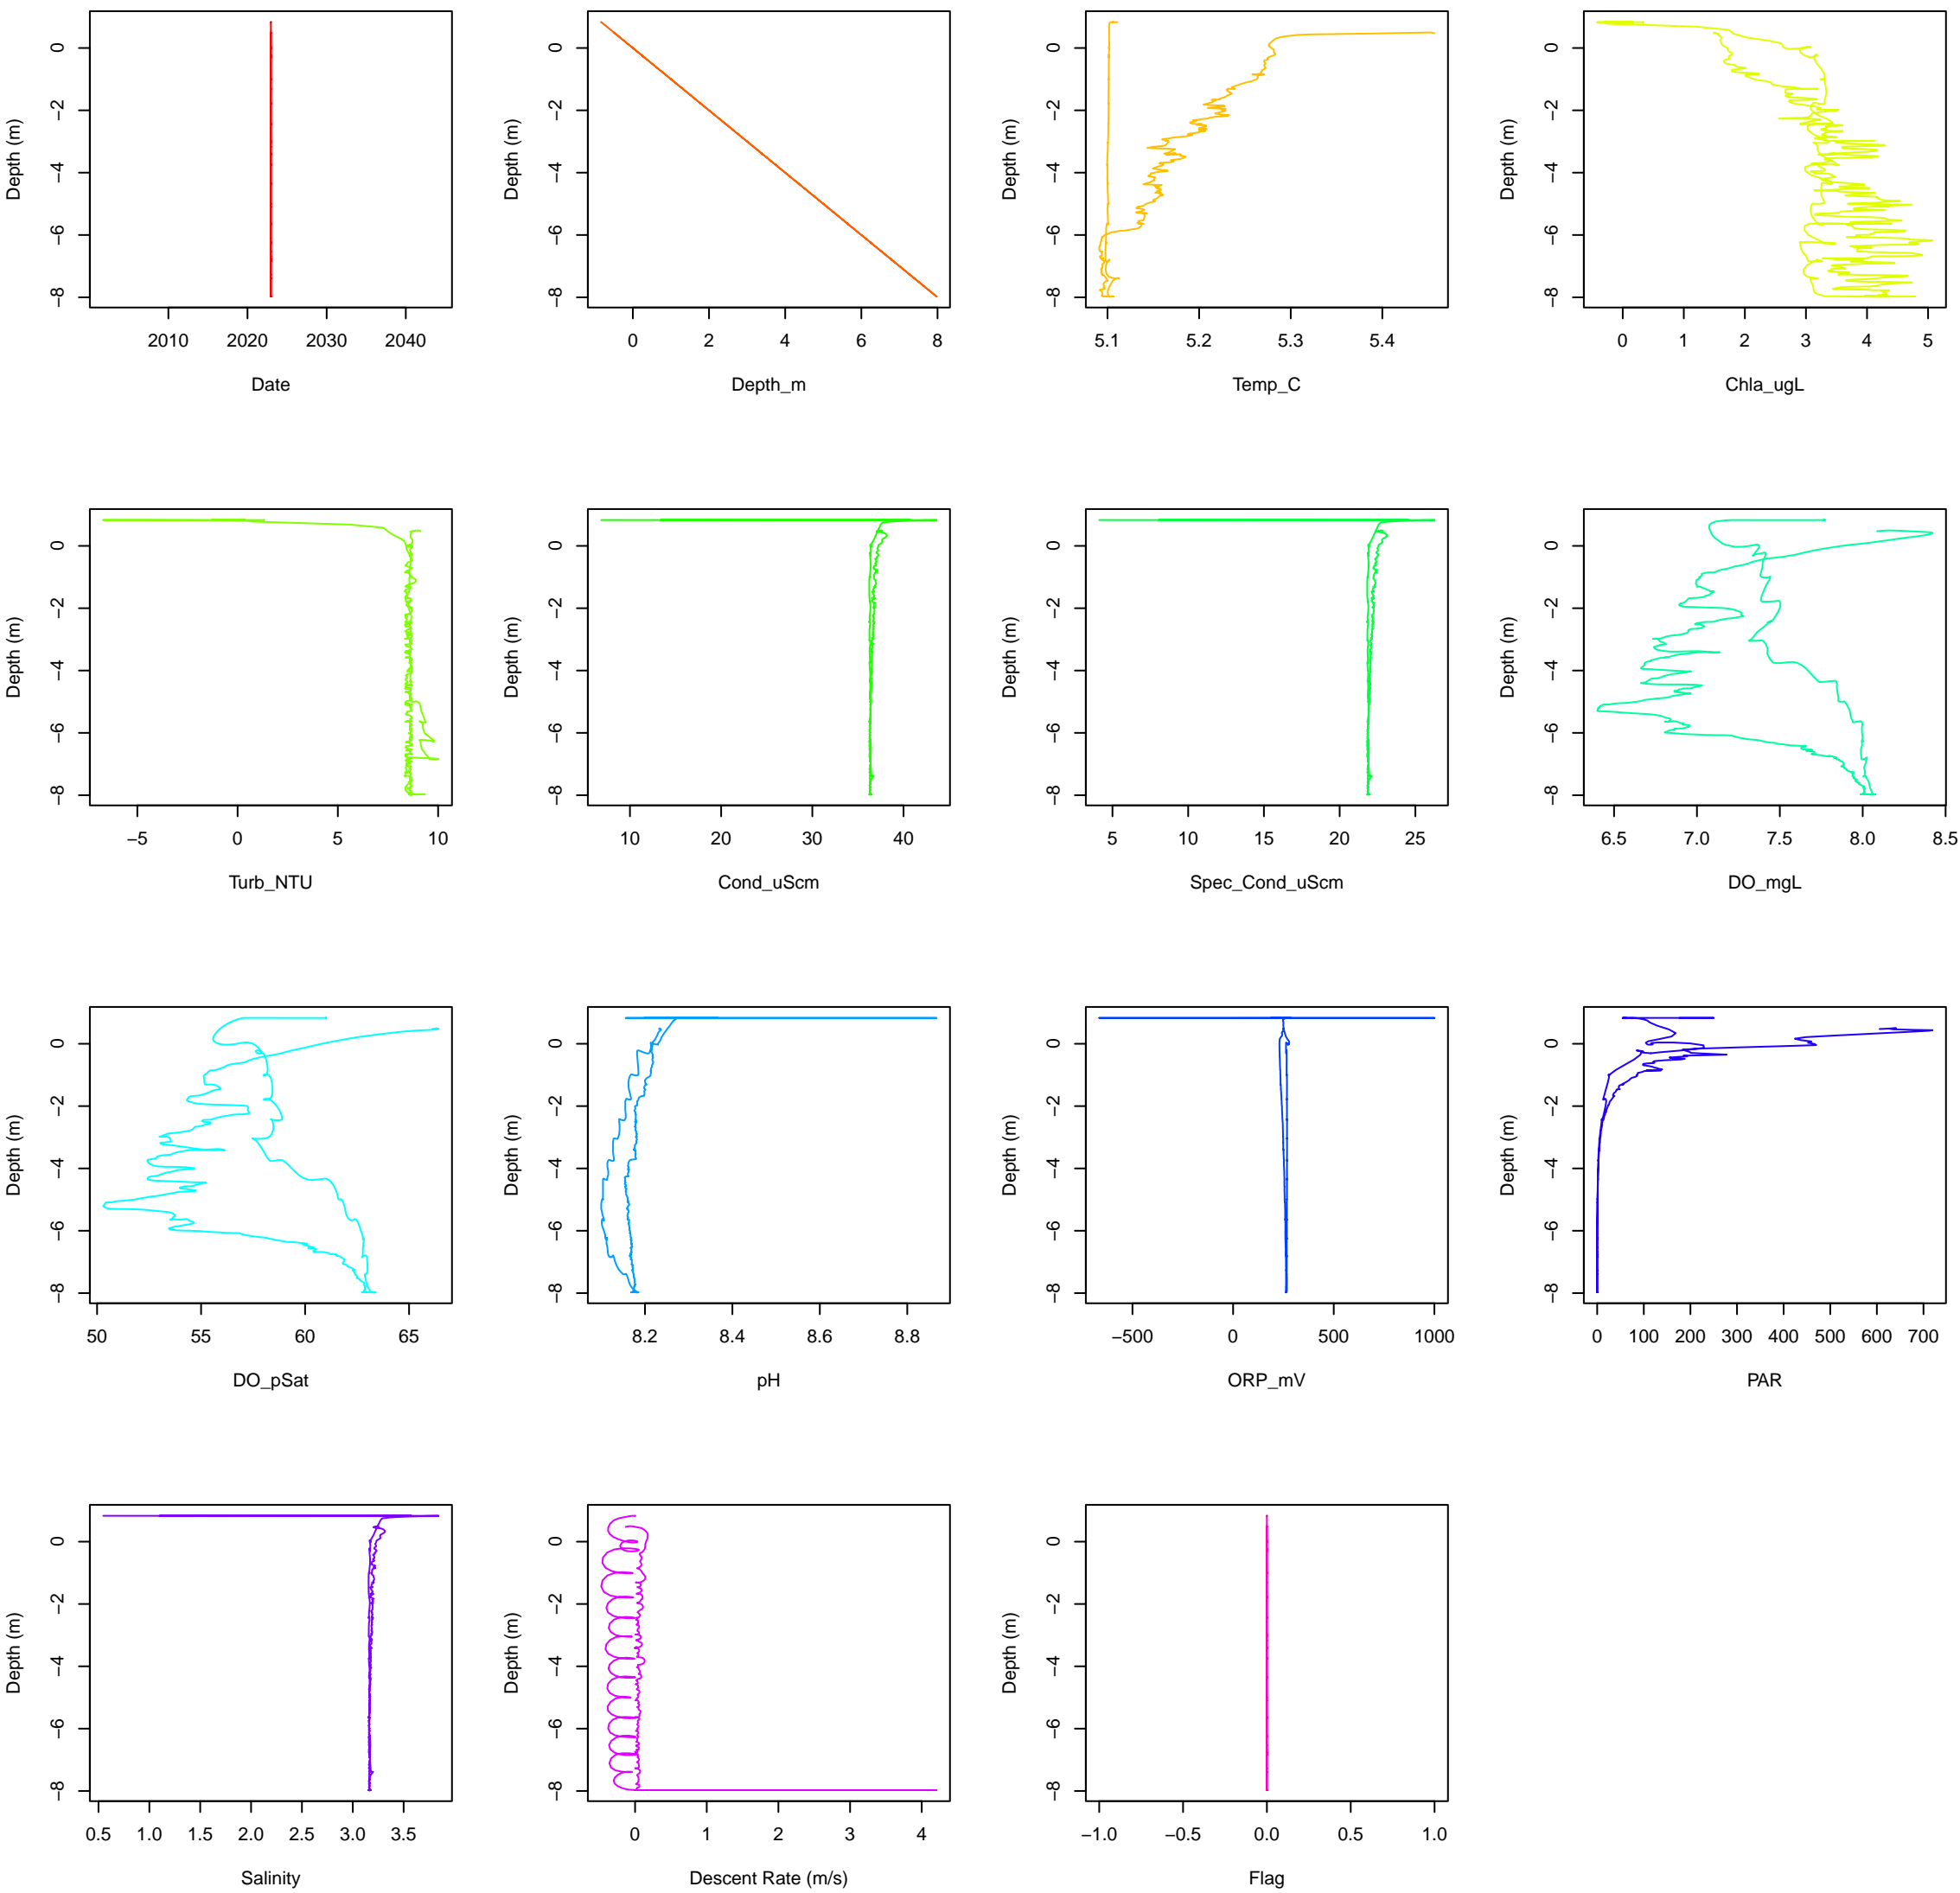 Depth (m)
0
−2
−4
−6
−8
2010 2020 2030 2040
Date
Depth (m)
0
−2
−4
−6
−8
0 2 4 6 8
Depth_m
Depth (m)
0
−2
−4
−6
−8
5.1 5.2 5.3 5.4
Temp_C
Depth (m)
0
−2
−4
−6
−8
0 1 2 3 4 5
Chla_ugL
Depth (m)
0
−2
−4
−6
−8
−5 0 5 10
Turb_NTU
Depth (m)
0
−2
−4
−6
−8
10 20 30 40
Cond_uScm
Depth (m)
0
−2
−4
−6
−8
5 10 15 20 25
Spec_Cond_uScm
Depth (m)
0
−2
−4
−6
−8
6.5 7.0 7.5 8.0 8.5
DO_mgL
Depth (m)
0
−2
−4
−6
−8
50 55 60 65
DO_pSat
Depth (m)
0
−2
−4
−6
−8
8.2 8.4 8.6 8.8
pH
Depth (m)
0
−2
−4
−6
−8
−500 0 500 1000
ORP_mV
Depth (m)
0
−2
−4
−6
−8
0 100 200 300 400 500 600 700
PAR
Depth (m)
0
−2
−4
−6
−8
0.5 1.0 1.5 2.0 2.5 3.0 3.5
Salinity
Depth (m)
0
−2
−4
−6
−8
0 1 2 3 4
Descent Rate (m/s)
Depth (m)
0
−2
−4
−6
−8
−1.0 −0.5 0.0 0.5 1.0
Flag